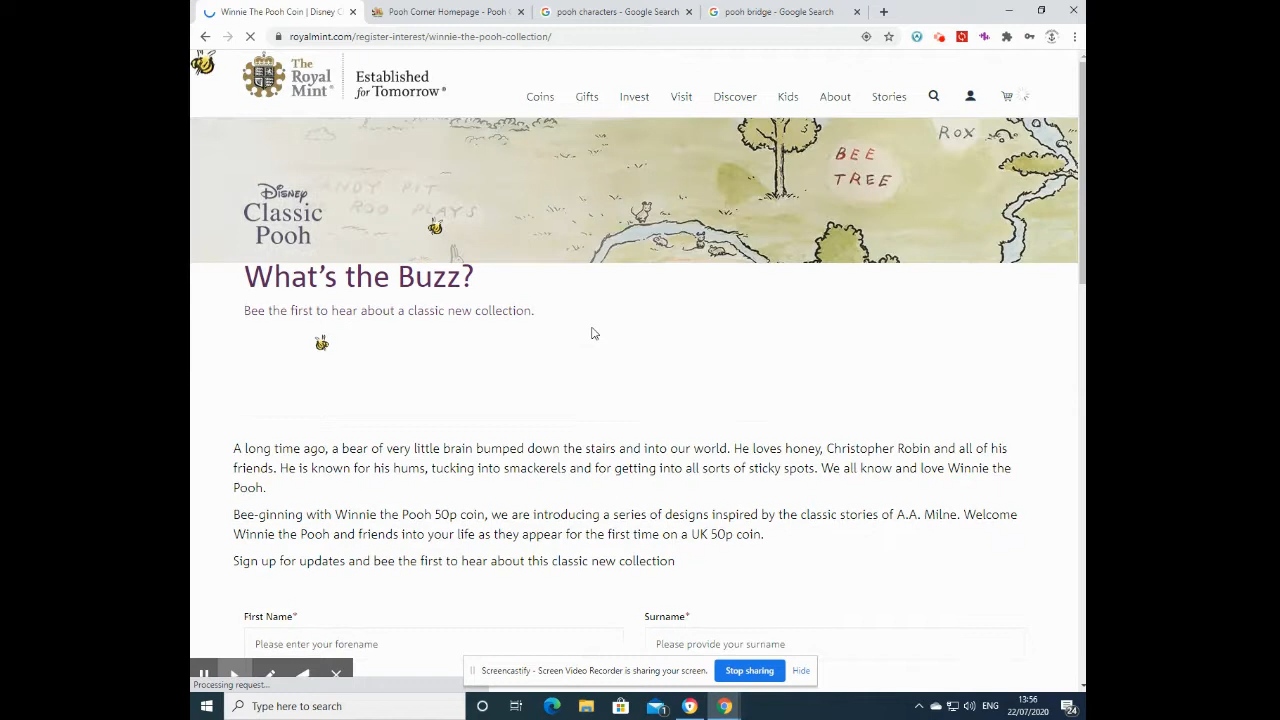 Winnie The Pooh Coin | Disney C
Pooh Corner Homepage - Pooh C
pooh characters - Google Search
pooh bridge - Google Search
royalmint.com/register-interest/winnie-the-pooh-collection/
The
Royal
Mint®
Established
for Tomorrow®
Coins
Gifts
Invest
Visit
Discover
Kids
About
Stories
ROX
BEE
TREE
ANDY PIT
ROO PLAYS
Disney
Classic
Pooh
What's the Buzz?
Bee the first to hear about a classic new collection.
A long time ago, a bear of very little brain bumped down the stairs and into our world. He loves honey, Christopher Robin and all of his
friends. He is known for his hums, tucking into smackerels and for getting into all sorts of sticky spots. We all know and love Winnie the
Pooh.
Bee-ginning with Winnie the Pooh 50p coin, we are introducing a series of designs inspired by the classic stories of A.A. Milne. Welcome
Winnie the Pooh and friends into your life as they appear for the first time on a UK 50p coin.
Sign up for updates and bee the first to hear about this classic new collection
First Name*
Surname*
Please enter your forename
Please provide your surname
Screencastify - Screen Video Recorder is sharing your screen.
Stop sharing
Hide
Processing request...
Type here to search
1
ENG
13:56
22/07/2020
24